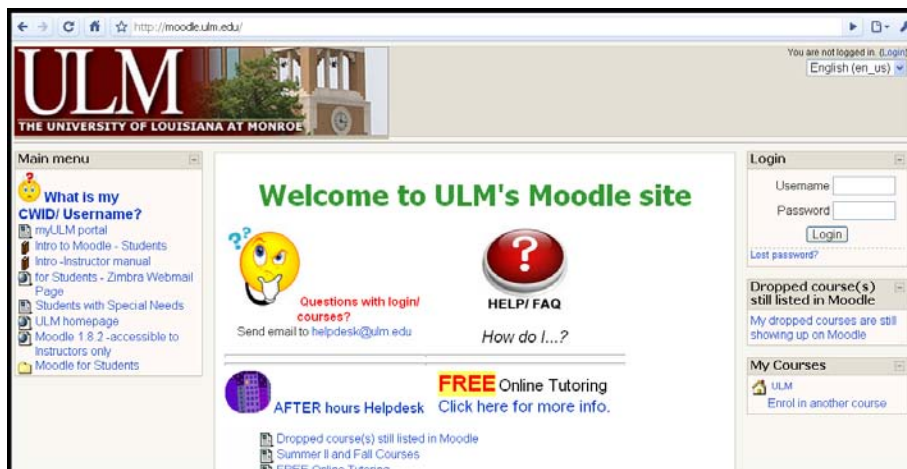 http://moodle.ulm.edu/
You are not logged in. (Login)
English (en_us)
ULM
THE UNIVERSITY OF LOUISIANA AT MONROE
Main menu
What is my
CWID/ Username?
myULM portal
Intro to Moodle - Students
Intro -Instructor manual
for Students - Zimbra Webmail
Page
Students with Special Needs
ULM homepage
Moodle 1.8.2 -accessible to
Instructors only
Moodle for Students
Welcome to ULM's Moodle site
Questions with login/
courses?
Send email to helpdesk@ulm.edu
HELP/ FAQ
How do I...?
AFTER hours Helpdesk
FREE Online Tutoring
Click here for more info.
Dropped course(s) still listed in Moodle
Summer II and Fall Courses
FREE Online Tutoring
Login
Username
Password
Login
Lost password?
Dropped course(s)
still listed in Moodle
My dropped courses are still
showing up on Moodle
My Courses
ULM
Enrol in another course